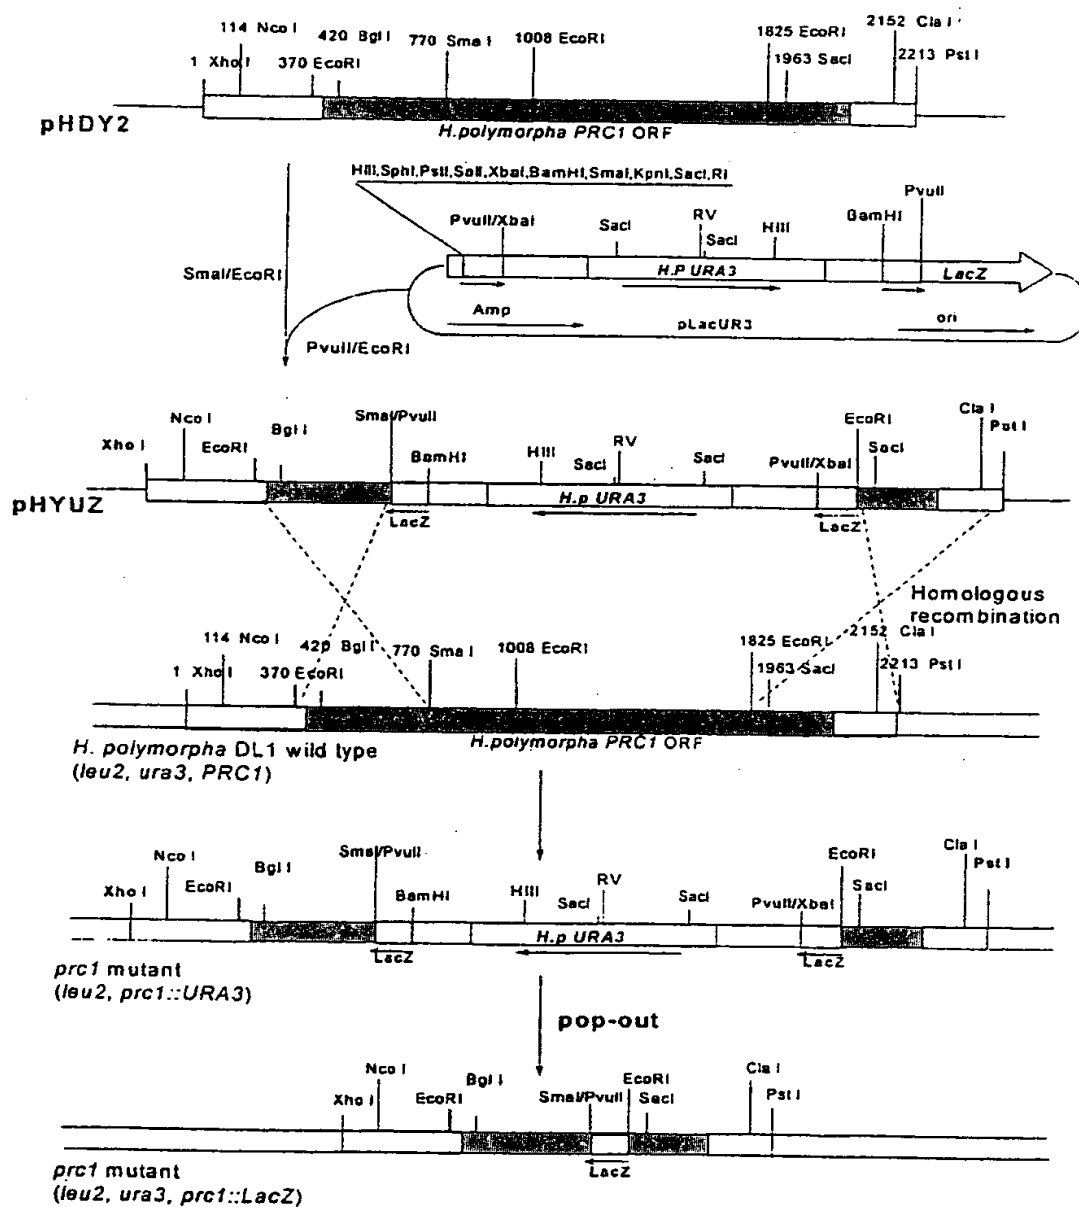 2152 Cla I
114 Nco I
420 Bgl I
770 Sma I
1008 EcoRI
1825 EcoRI
1 Xho I
370 EcoRI
1963 SacI
2213 Pst I
pHDY2
H.polymorpha PRC1 ORF
HIII,SphI,PstI,SalI,XbaI,BamHI,SmaI,KpnI,SacI,RI
PvuII
PvuII/XbaI
SacI
RV
SacI
HIII
BamHI
SmaI/EcoRI
H.P URA3
LacZ
Amp
pLacUR3
ori
PvuII/EcoRI
Nco I
SmaI/PvuII
EcoRI
Cla I
Xho I
EcoRI
Bgl I
BamHI
HIII
SacI
RV
SacI
PvuII/XbaI
SacI
Pst I
pHYUZ
H.p URA3
LacZ
LacZ
Homologous
recombination
114 Nco I
420 Bgl I
770 Sma I
1008 EcoRI
1825 EcoRI
2152 Cla I
1 Xho I
370 EcoRI
1963 SacI
2213 Pst I
H. polymorpha DL1 wild type
(leu2, ura3, PRC1)
H.polymorpha PRC1 ORF
Nco I
SmaI/PvuII
EcoRI
Cla I
Xho I
EcoRI
Bgl I
BamHI
HIII
SacI
RV
SacI
PvuII/XbaI
SacI
Pst I
H.p URA3
LacZ
LacZ
prc1 mutant
(leu2, prc1::URA3)
pop-out
Nco I
Bgl I
EcoRI
Cla I
Xho I
EcoRI
SmaI/PvuII
SacI
Pst I
LacZ
prc1 mutant
(leu2, ura3, prc1::LacZ)